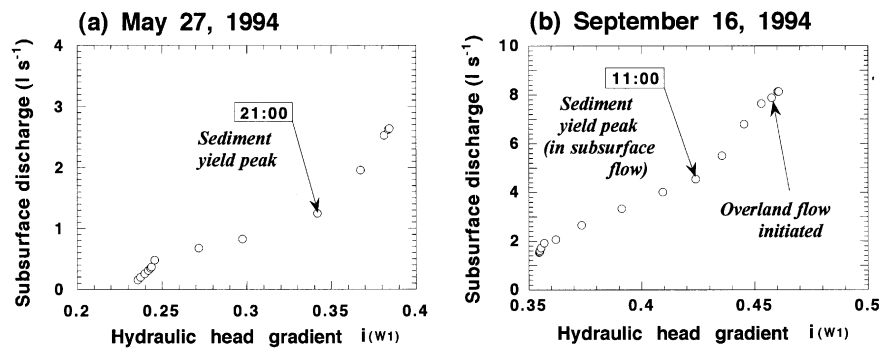 (a) May 27, 1994
Subsurface discharge (l s-1)
4
3
2
1
0
21:00
Sediment
yield peak
0.2
0.25
0.3
0.35
0.4
Hydraulic head gradient i(W1)
(b) September 16, 1994
Subsurface discharge (l s-1)
10
8
6
4
2
0
11:00
Sediment
yield peak
(in subsurface
flow)
Overland flow
initiated
0.35
0.4
0.45
0.5
Hydraulic head gradient i(W1)